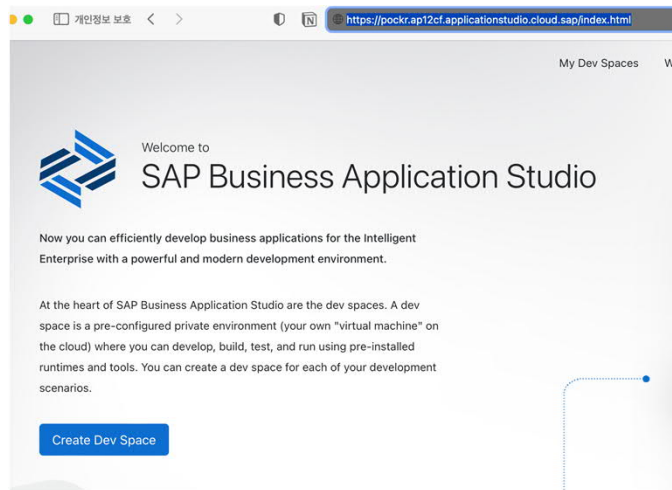 개인정보 보호
https://pockr.ap12cf.applicationstudio.cloud.sap/index.html
My Dev Spaces
Welcome to
SAP Business Application Studio
Now you can efficiently develop business applications for the Intelligent
Enterprise with a powerful and modern development environment.
At the heart of SAP Business Application Studio are the dev spaces. A dev
space is a pre-configured private environment (your own "virtual machine" on
the cloud) where you can develop, build, test, and run using pre-installed
runtimes and tools. You can create a dev space for each of your development
scenarios.
Create Dev Space